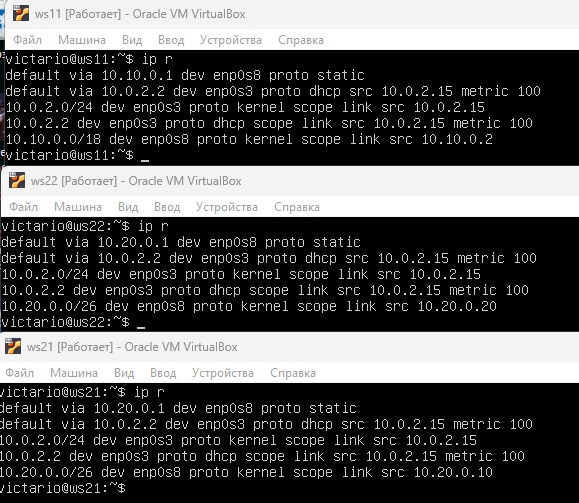 ws11 [Работает] - Oracle VM VirtualBox
Файл Машина Вид Ввод Устройства Справка
victario@ws11:~$ ip r
default via 10.10.0.1 dev enp0s8 proto static
default via 10.0.2.2 dev enp0s3 proto dhcp src 10.0.2.15 metric 100
10.0.2.0/24 dev enp0s3 proto kernel scope link src 10.0.2.15
10.0.2.2 dev enp0s3 proto dhcp scope link src 10.0.2.15 metric 100
10.10.0.0/18 dev enp0s8 proto kernel scope link src 10.10.0.2
victario@ws11:~$ _
ws22 [Работает] - Oracle VM VirtualBox
Файл Машина Вид Ввод Устройства Справка
victario@ws22:~$ ip r
default via 10.20.0.1 dev enp0s8 proto static
default via 10.0.2.2 dev enp0s3 proto dhcp src 10.0.2.15 metric 100
10.0.2.0/24 dev enp0s3 proto kernel scope link src 10.0.2.15
10.0.2.2 dev enp0s3 proto dhcp scope link src 10.0.2.15 metric 100
10.20.0.0/26 dev enp0s8 proto kernel scope link src 10.20.0.20
victario@ws22:~$ _
ws21 [Работает] - Oracle VM VirtualBox
Файл Машина Вид Ввод Устройства Справка
victario@ws21:~$ ip r
default via 10.20.0.1 dev enp0s8 proto static
default via 10.0.2.2 dev enp0s3 proto dhcp src 10.0.2.15 metric 100
10.0.2.0/24 dev enp0s3 proto kernel scope link src 10.0.2.15
10.0.2.2 dev enp0s3 proto dhcp scope link src 10.0.2.15 metric 100
10.20.0.0/26 dev enp0s8 proto kernel scope link src 10.20.0.10
victario@ws21:~$